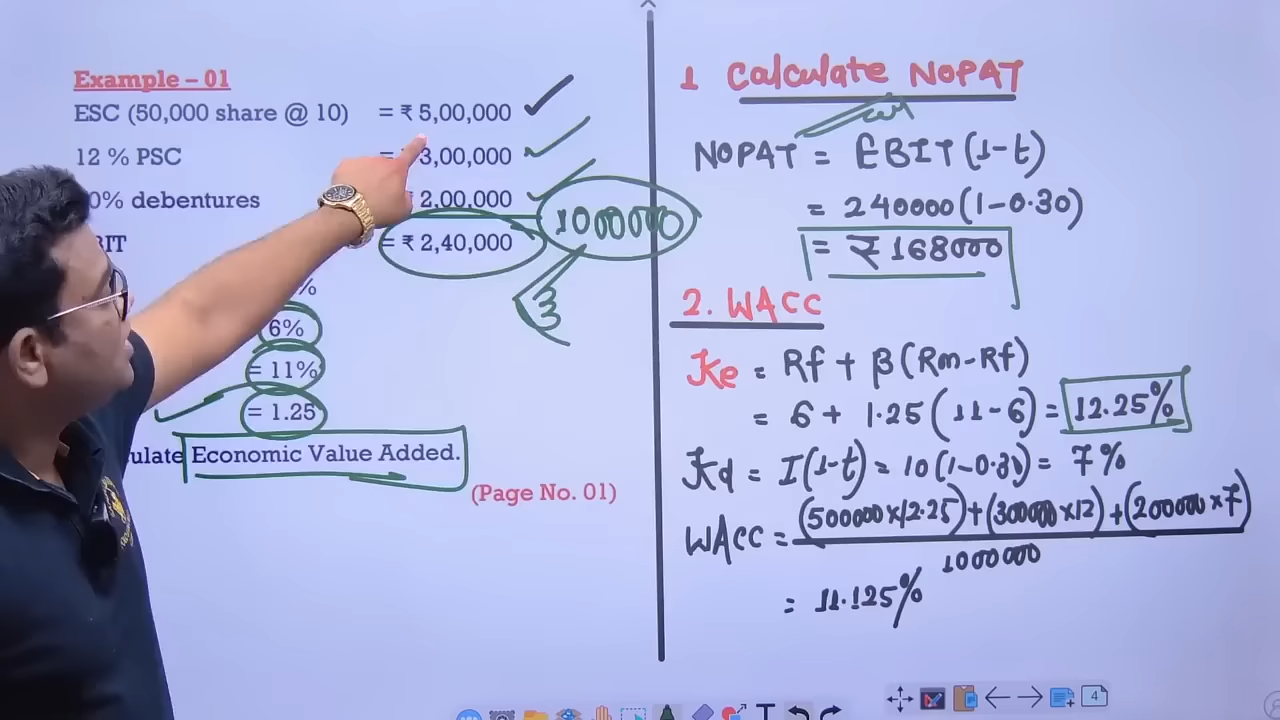 Example – 01
ESC (50,000 share @ 10) = ₹ 5,00,000
12 % PSC = 3,00,000
0% debentures 2,00,000
1000000
BIT = ₹ 2,40,000
%
3
6%
= 11%
= 1.25
ulate Economic Value Added.
(Page No. 01)
1 Calculate NOPAT
NOPAT = EBIT (1-t)
= 240000 (1-0.30)
= ₹ 168000
2. WACC
Ke = Rf + β (Rm-Rf)
= 6 + 1.25 (11-6) = 12.25%
Kd = I(1-t) = 10 (1-0.30) = 7%
WACC = (500000×12.25)+(300000×12)+(200000×7)
1000000
= 11.125%
4